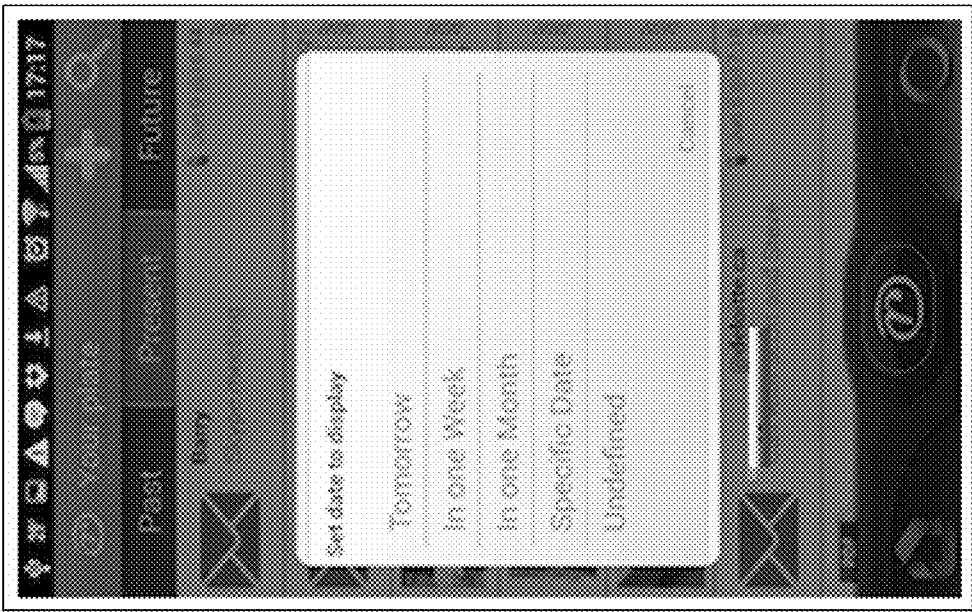 17:17
Past
Present
Future
Barry
Set date to display
Tomorrow
In one Week
In one Month
Specific Date
Undefined
Cancel